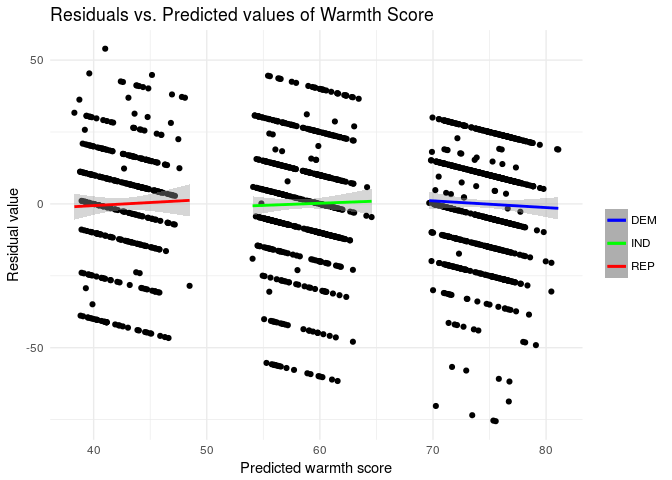 Residuals vs. Predicted values of Warmth Score
50
0
-50
40
50
60
70
80
Residual value
Predicted warmth score
DEM
IND
REP